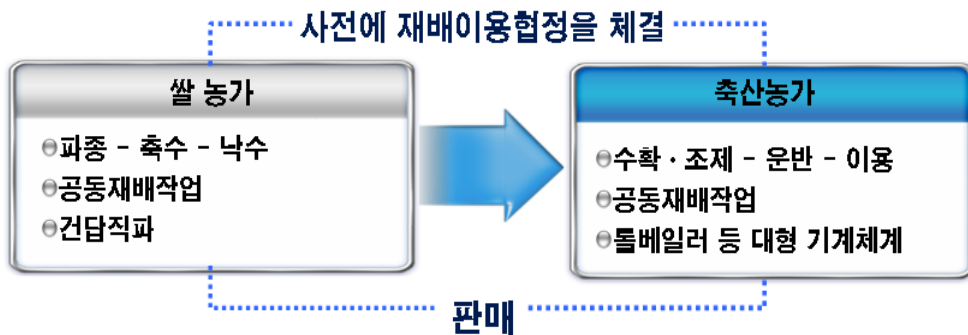 사전에 재배이용협정을 체결
쌀 농가
파종 - 축수 - 낙수
공동재배작업
건답직파
축산농가
수확 · 조제 - 운반 - 이용
공동재배작업
롤베일러 등 대형 기계체계
판매